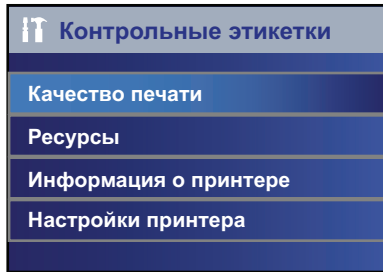 Контрольные этикетки
Качество печати
Ресурсы
Информация о принтере
Настройки принтера